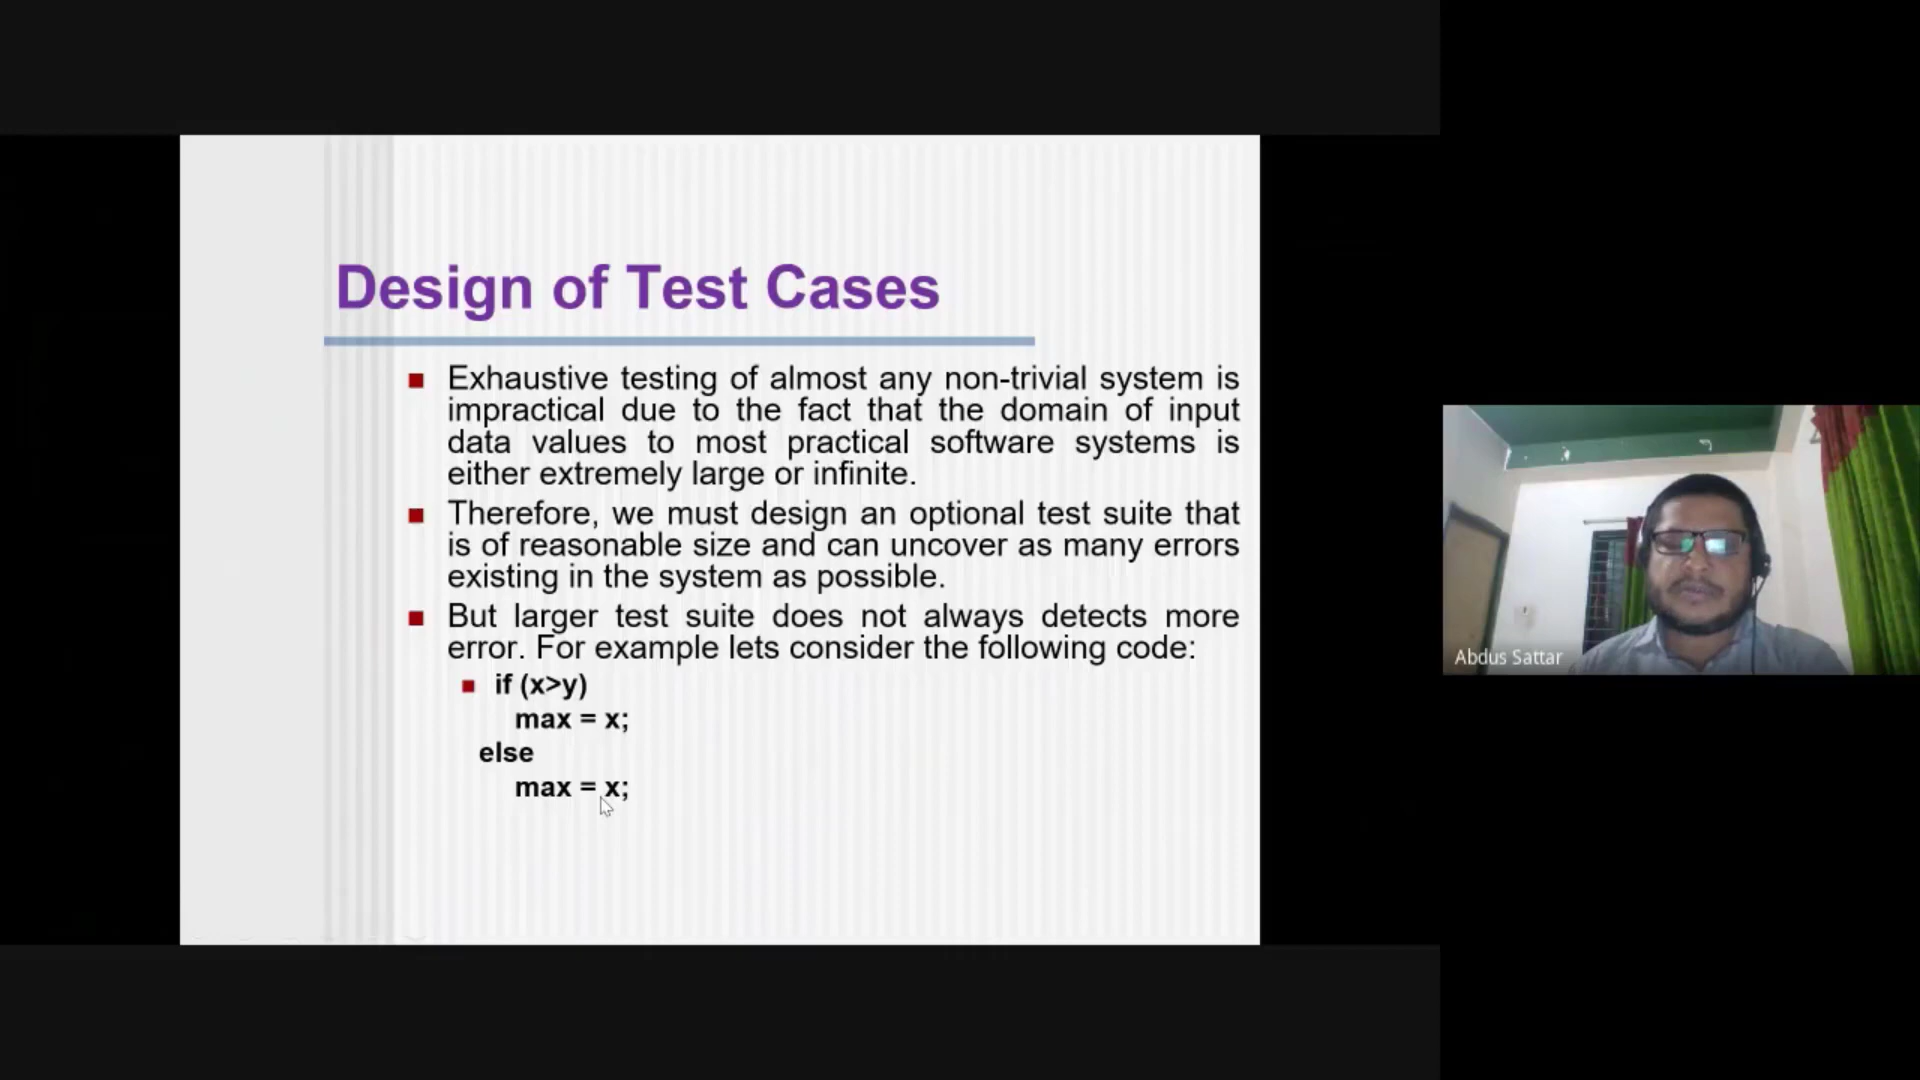 Design of Test Cases
Exhaustive testing of almost any non-trivial system is
impractical due to the fact that the domain of input
data values to most practical software systems is
either extremely large or infinite.
Therefore, we must design an optional test suite that
is of reasonable size and can uncover as many errors
existing in the system as possible.
But larger test suite does not always detects more
error. For example lets consider the following code:
if (x>y)
max = x;
else
max = x;
Abdus Sattar